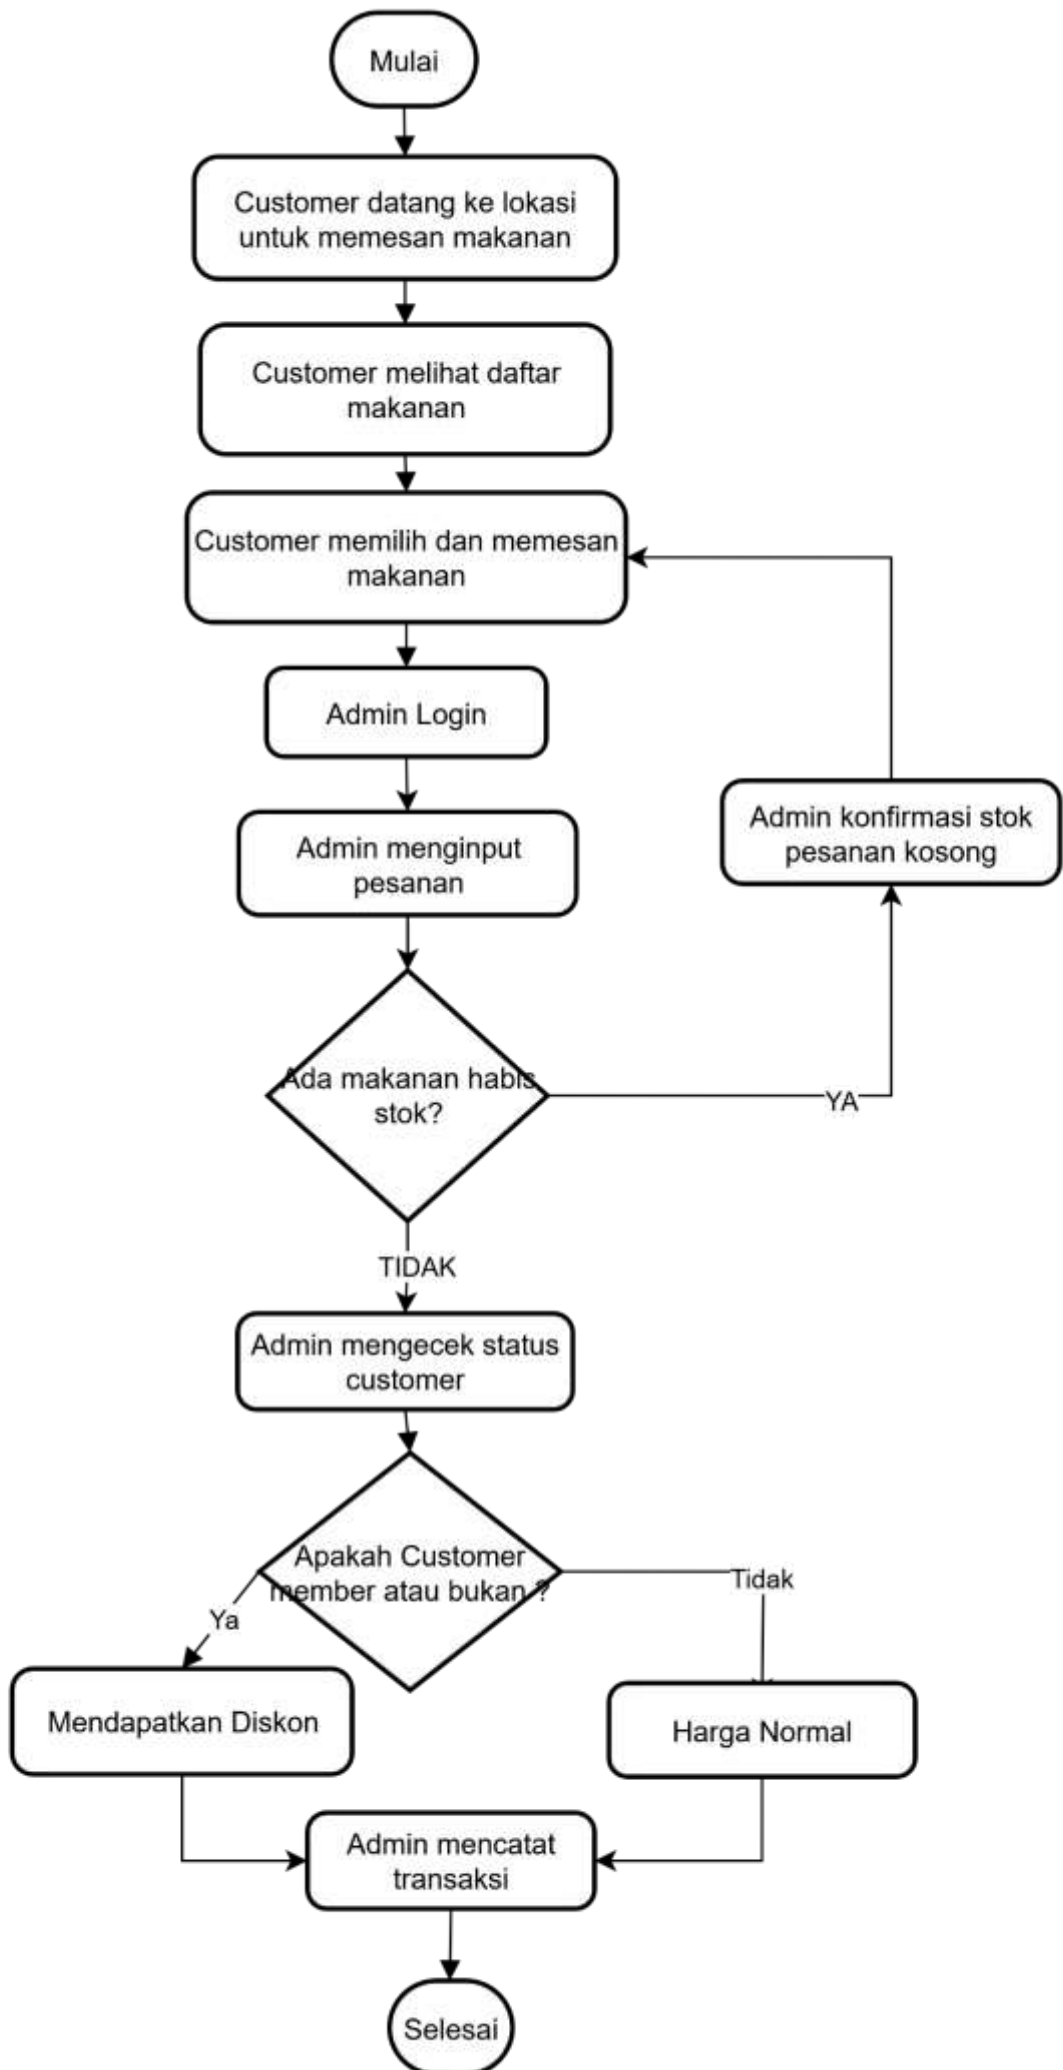 Mulai
Customer datang ke lokasi
untuk memesan makanan
Customer melihat daftar
makanan
Customer memilih dan memesan
makanan
Admin Login
Admin menginput
pesanan
Admin konfirmasi stok
pesanan kosong
Ada makanan habis
stok?
YA
TIDAK
Admin mengecek status
customer
Apakah Customer
member atau bukan ?
Ya
Tidak
Mendapatkan Diskon
Harga Normal
Admin mencatat
transaksi
Selesai